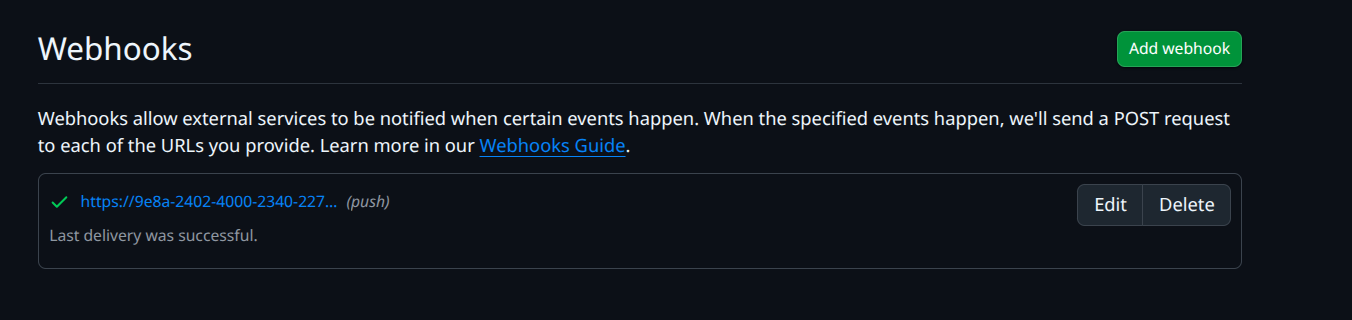 Webhooks
Add webhook
Webhooks allow external services to be notified when certain events happen. When the specified events happen, we'll send a POST request
to each of the URLs you provide. Learn more in our Webhooks Guide.
https://9e8a-2402-4000-2340-227... (push)
Edit
Delete
Last delivery was successful.